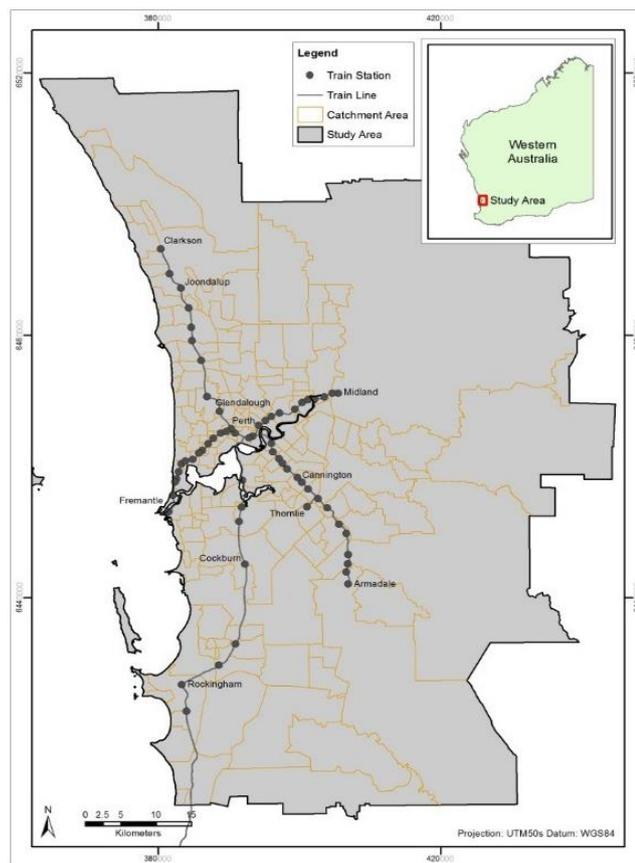 380000
420000
652
Legend
Train Station
Train Line
Catchment Area
Study Area
Western
Australia
Study Area
Clarkson
Joondalup
Glendalough
Midland
Perth
Cannington
Fremantle
Thornlie
Cockburn
Armadale
644
Rockingham
N
0 2.5 5 10 15
Kilometers
Projection: UTM50s Datum: WGS84
380000
420000